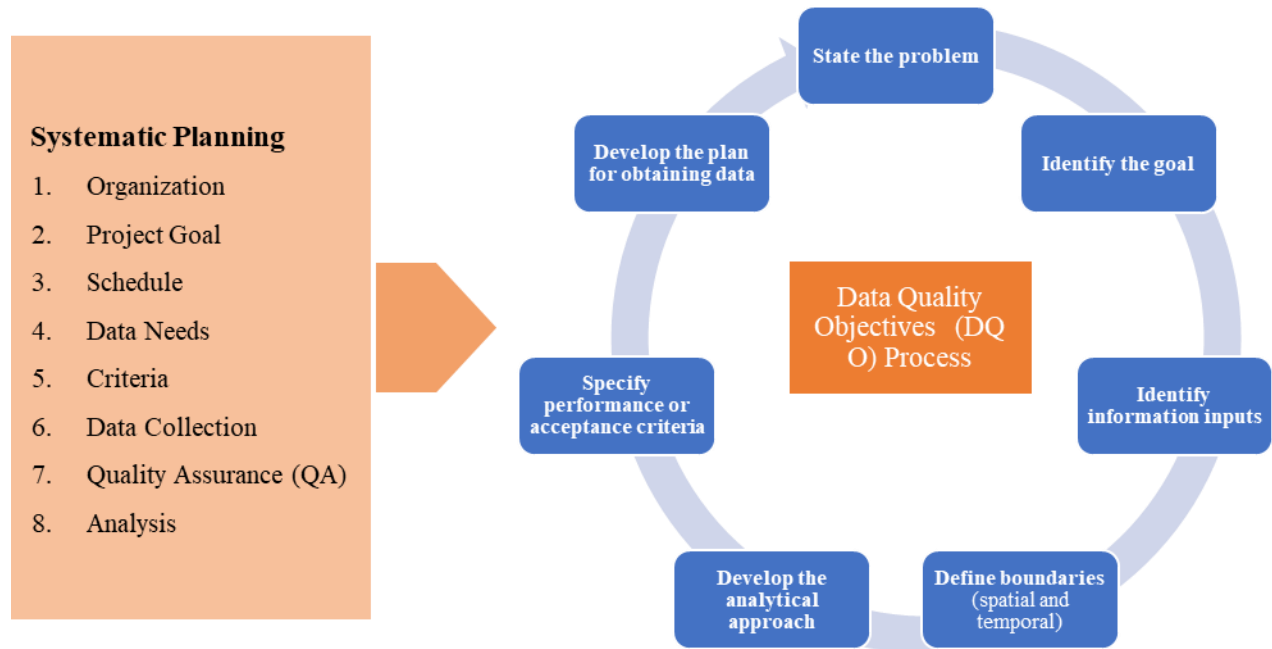 Systematic Planning
1. Organization
2. Project Goal
3. Schedule
4. Data Needs
5. Criteria
6. Data Collection
7. Quality Assurance (QA)
8. Analysis
State the problem
Identify the goal
Identify
information inputs
Define boundaries
(spatial and
temporal)
Develop the
analytical
approach
Specify
performance or
acceptance criteria
Develop the plan
for obtaining data
Data Quality
Objectives (DQ
O) Process